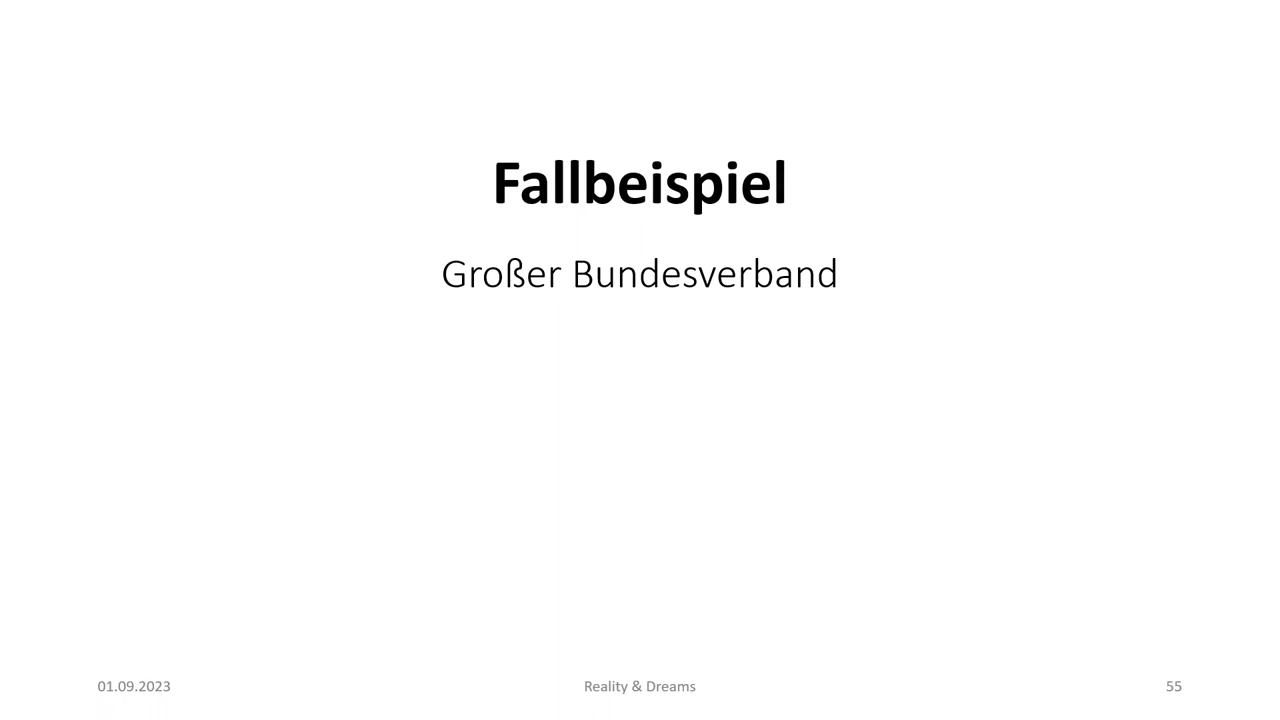 Fallbeispiel
Großer Bundesverband
01.09.2023
Reality & Dreams
55